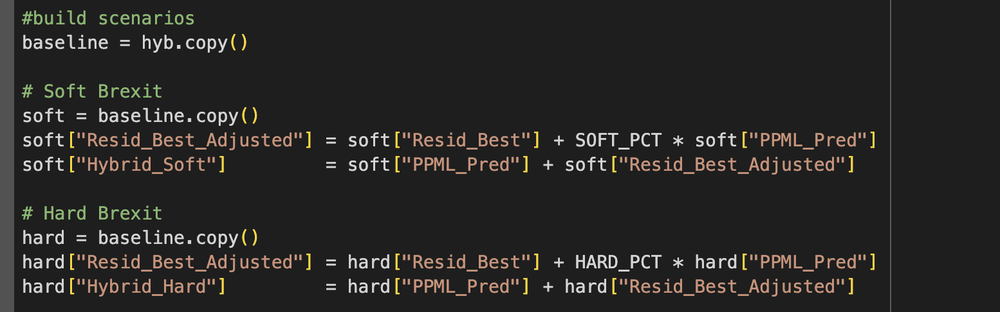 #build scenarios
baseline = hyb.copy()
# Soft Brexit
soft = baseline.copy()
soft["Resid_Best_Adjusted"] = soft["Resid_Best"] + SOFT_PCT * soft["PPML_Pred"]
soft["Hybrid_Soft"]         = soft["PPML_Pred"] + soft["Resid_Best_Adjusted"]
# Hard Brexit
hard = baseline.copy()
hard["Resid_Best_Adjusted"] = hard["Resid_Best"] + HARD_PCT * hard["PPML_Pred"]
hard["Hybrid_Hard"]         = hard["PPML_Pred"] + hard["Resid_Best_Adjusted"]